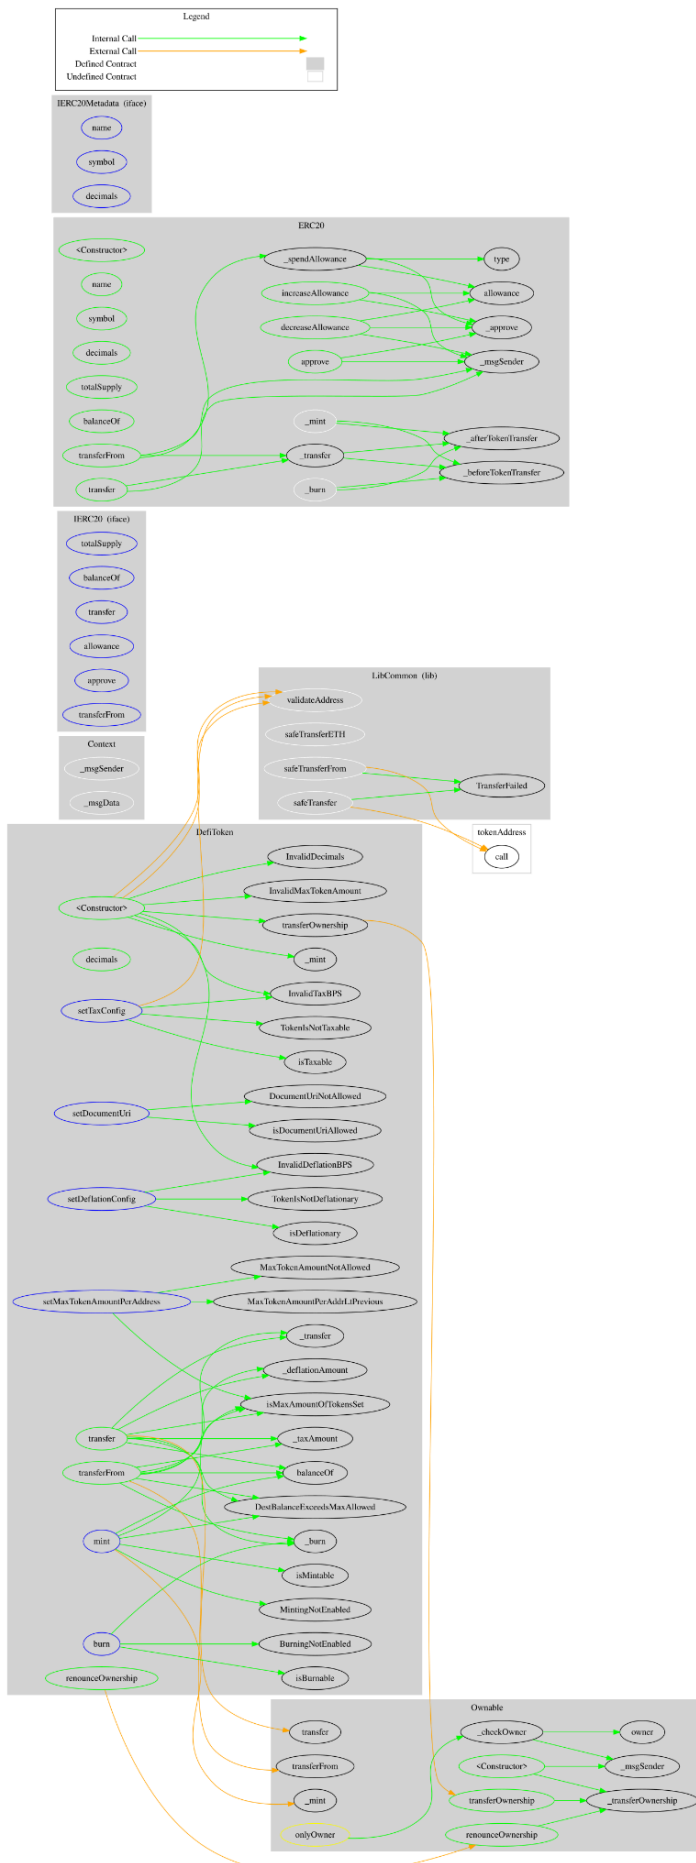 Legend
Internal Call
External Call
Defined Contract
Undefined Contract
IERC20Metadata (iface)
name
symbol
decimals
ERC20
<Constructor>
name
symbol
decimals
totalSupply
balanceOf
transferFrom
transfer
_spendAllowance
increaseAllowance
decreaseAllowance
approve
_mint
_transfer
_burn
type
allowance
_approve
_msgSender
_afterTokenTransfer
_beforeTokenTransfer
IERC20 (iface)
totalSupply
balanceOf
transfer
allowance
approve
transferFrom
LibCommon (lib)
validateAddress
safeTransferETH
safeTransferFrom
safeTransfer
TransferFailed
Context
_msgSender
_msgData
tokenAddress
call
DefiToken
<Constructor>
decimals
setTaxConfig
setDocumentUri
setDeflationConfig
setMaxTokenAmountPerAddress
transfer
transferFrom
mint
burn
renounceOwnership
InvalidDecimals
InvalidMaxTokenAmount
transferOwnership
_mint
InvalidTaxBPS
TokenIsNotTaxable
isTaxable
DocumentUriNotAllowed
isDocumentUriAllowed
InvalidDeflationBPS
TokenIsNotDeflationary
isDeflationary
MaxTokenAmountNotAllowed
MaxTokenAmountPerAddrLtPrevious
_transfer
_deflationAmount
isMaxAmountOfTokensSet
_taxAmount
balanceOf
DestBalanceExceedsMaxAllowed
_burn
isMintable
MintingNotEnabled
BurningNotEnabled
isBurnable
Ownable
transfer
transferFrom
_mint
onlyOwner
_checkOwner
<Constructor>
transferOwnership
renounceOwnership
owner
_msgSender
_transferOwnership